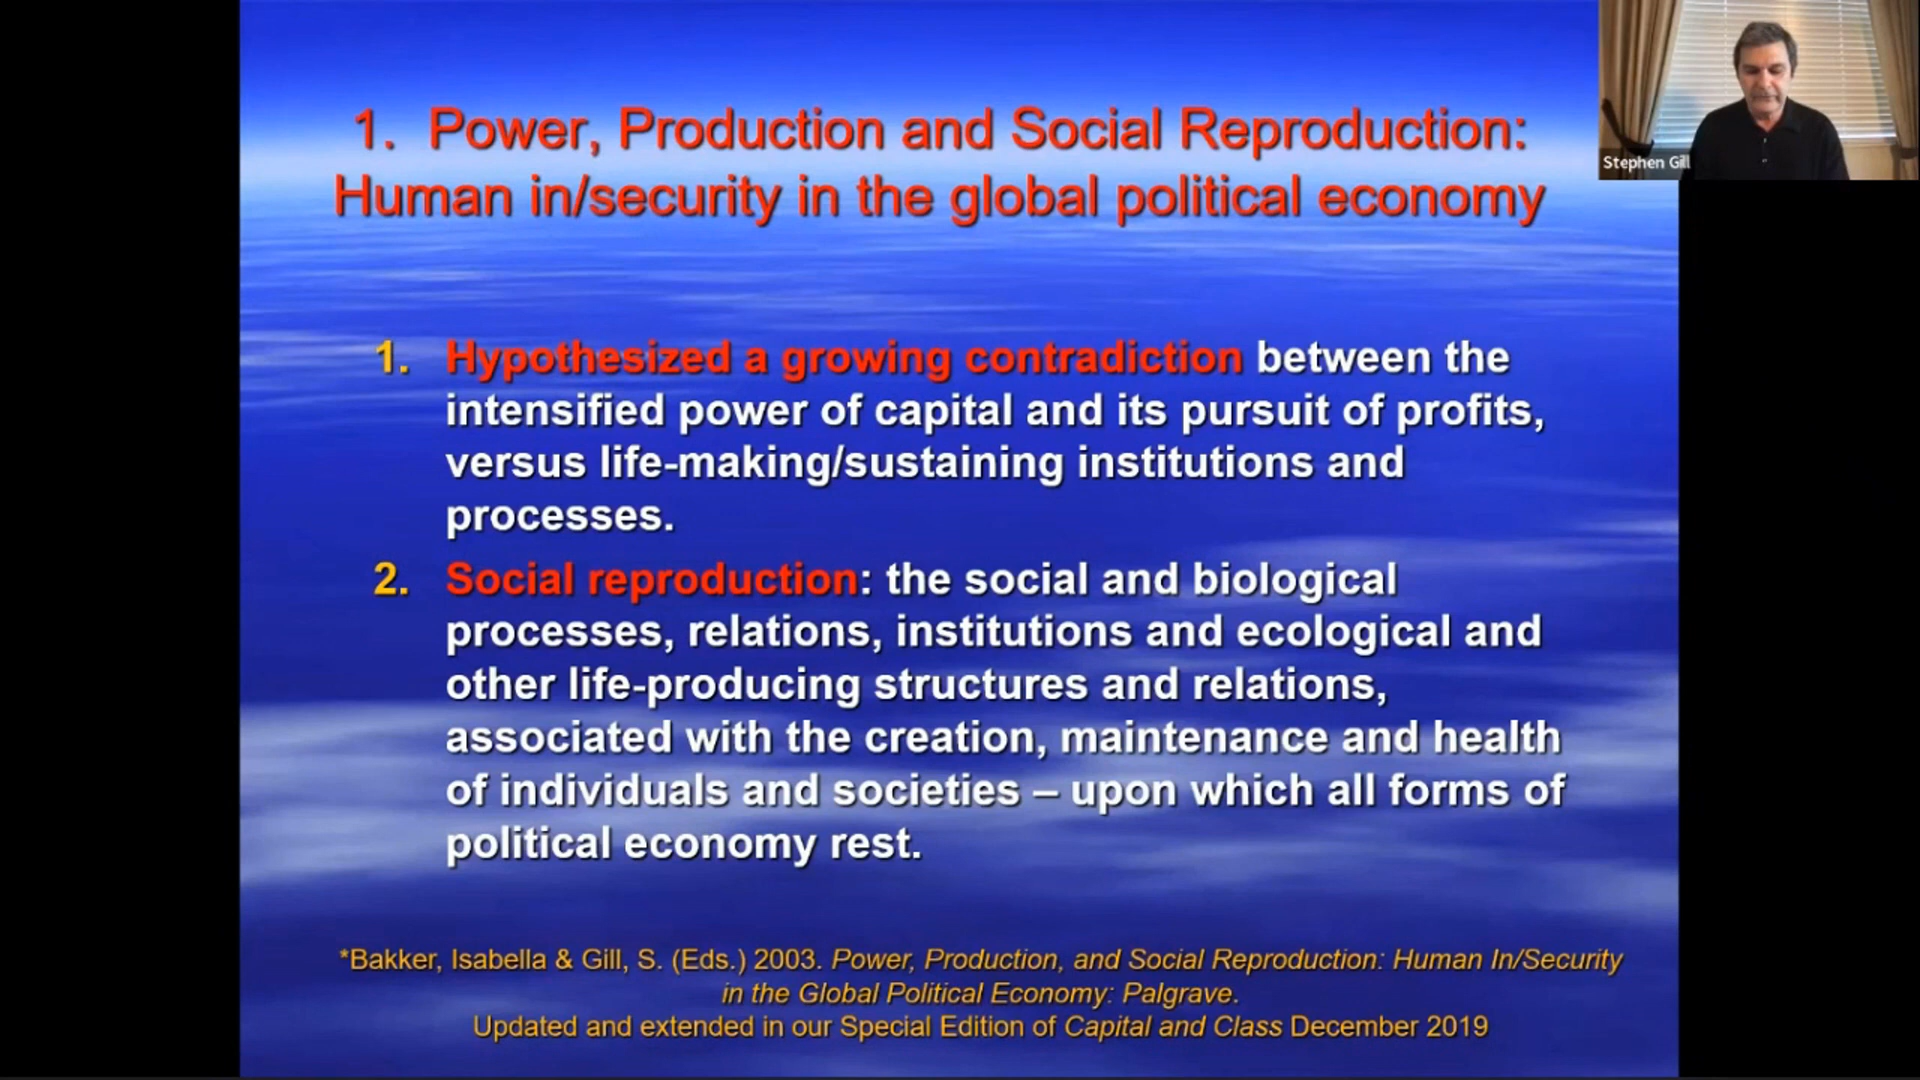 1. Power, Production and Social Reproduction:
Human in/security in the global political economy
Stephen Gill
1. Hypothesized a growing contradiction between the
intensified power of capital and its pursuit of profits,
versus life-making/sustaining institutions and
processes.
2. Social reproduction: the social and biological
processes, relations, institutions and ecological and
other life-producing structures and relations,
associated with the creation, maintenance and health
of individuals and societies – upon which all forms of
political economy rest.
*Bakker, Isabella & Gill, S. (Eds.) 2003. Power, Production, and Social Reproduction: Human In/Security
in the Global Political Economy: Palgrave.
Updated and extended in our Special Edition of Capital and Class December 2019